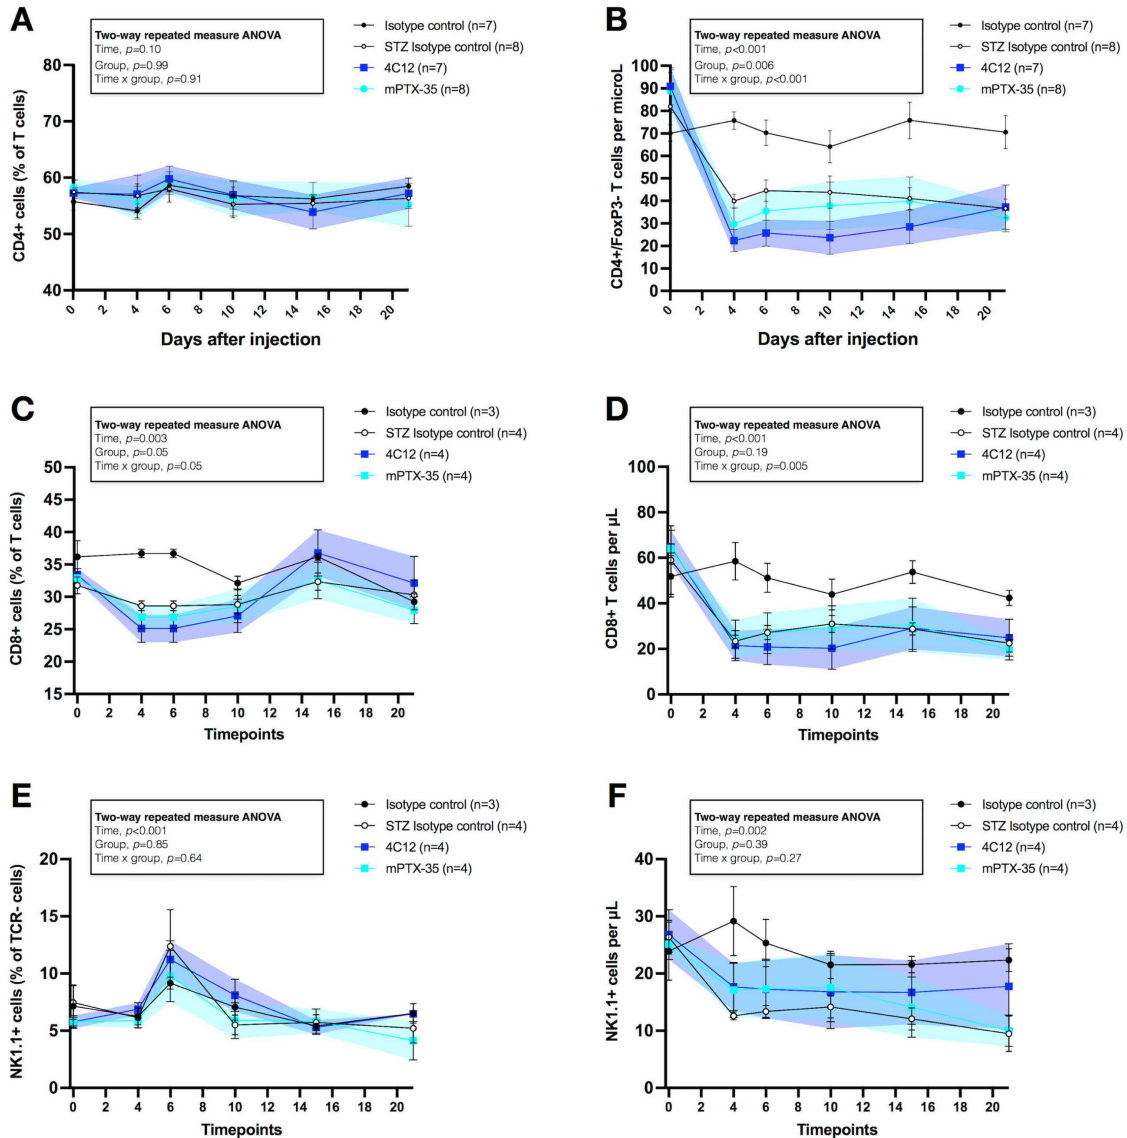 A
Two-way repeated measure ANOVA
Time, p=0.10
Group, p=0.99
Time x group, p=0.91
Isotype control (n=7)
STZ Isotype control (n=8)
4C12 (n=7)
mPTX-35 (n=8)
CD4+ cells (% of T cells)
80
70
60
50
40
0 2 4 6 8 10 12 14 16 18 20
Days after injection
B
Two-way repeated measure ANOVA
Time, p<0.001
Group, p=0.006
Time x group, p<0.001
Isotype control (n=7)
STZ Isotype control (n=8)
4C12 (n=7)
mPTX-35 (n=8)
CD4+/FoxP3- T cells per microL
100
90
80
70
60
50
40
30
20
10
0
0 2 4 6 8 10 12 14 16 18 20
Days after injection
C
Two-way repeated measure ANOVA
Time, p=0.003
Group, p=0.05
Time x group, p=0.05
Isotype control (n=3)
STZ Isotype control (n=4)
4C12 (n=4)
mPTX-35 (n=4)
CD8+ cells (% of T cells)
50
45
40
35
30
25
20
15
0 2 4 6 8 10 12 14 16 18 20
Timepoints
D
Two-way repeated measure ANOVA
Time, p<0.001
Group, p=0.19
Time x group, p=0.005
Isotype control (n=3)
STZ Isotype control (n=4)
4C12 (n=4)
mPTX-35 (n=4)
CD8+ T cells per µL
100
80
60
40
20
0
0 2 4 6 8 10 12 14 16 18 20
Timepoints
E
Two-way repeated measure ANOVA
Time, p<0.001
Group, p=0.85
Time x group, p=0.64
Isotype control (n=3)
STZ Isotype control (n=4)
4C12 (n=4)
mPTX-35 (n=4)
NK1.1+ cells (% of TCR- cells)
20
15
10
5
0
0 2 4 6 8 10 12 14 16 18 20
Timepoints
F
Two-way repeated measure ANOVA
Time, p=0.002
Group, p=0.39
Time x group, p=0.27
Isotype control (n=3)
STZ Isotype control (n=4)
4C12 (n=4)
mPTX-35 (n=4)
NK1.1+ cells per µL
40
30
20
10
0
0 2 4 6 8 10 12 14 16 18 20
Timepoints